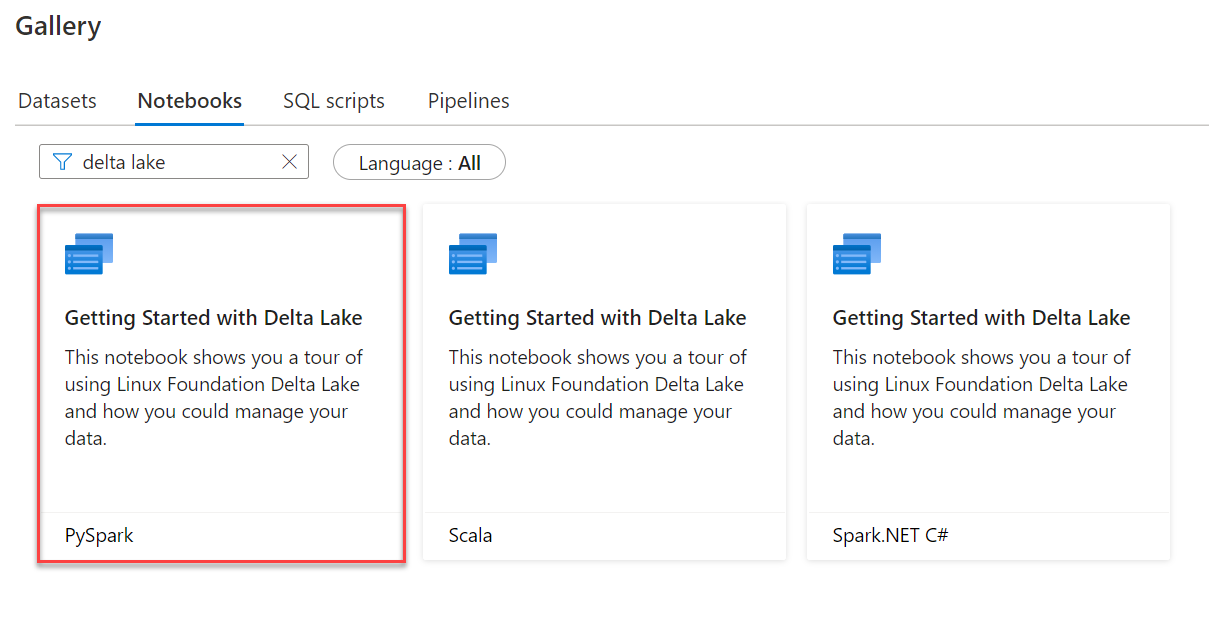 Gallery
Datasets
Notebooks
SQL scripts
Pipelines
delta lake
Language : All
Getting Started with Delta Lake
This notebook shows you a tour of
using Linux Foundation Delta Lake
and how you could manage your
data.
PySpark
Getting Started with Delta Lake
This notebook shows you a tour of
using Linux Foundation Delta Lake
and how you could manage your
data.
Scala
Getting Started with Delta Lake
This notebook shows you a tour of
using Linux Foundation Delta Lake
and how you could manage your
data.
Spark.NET C#